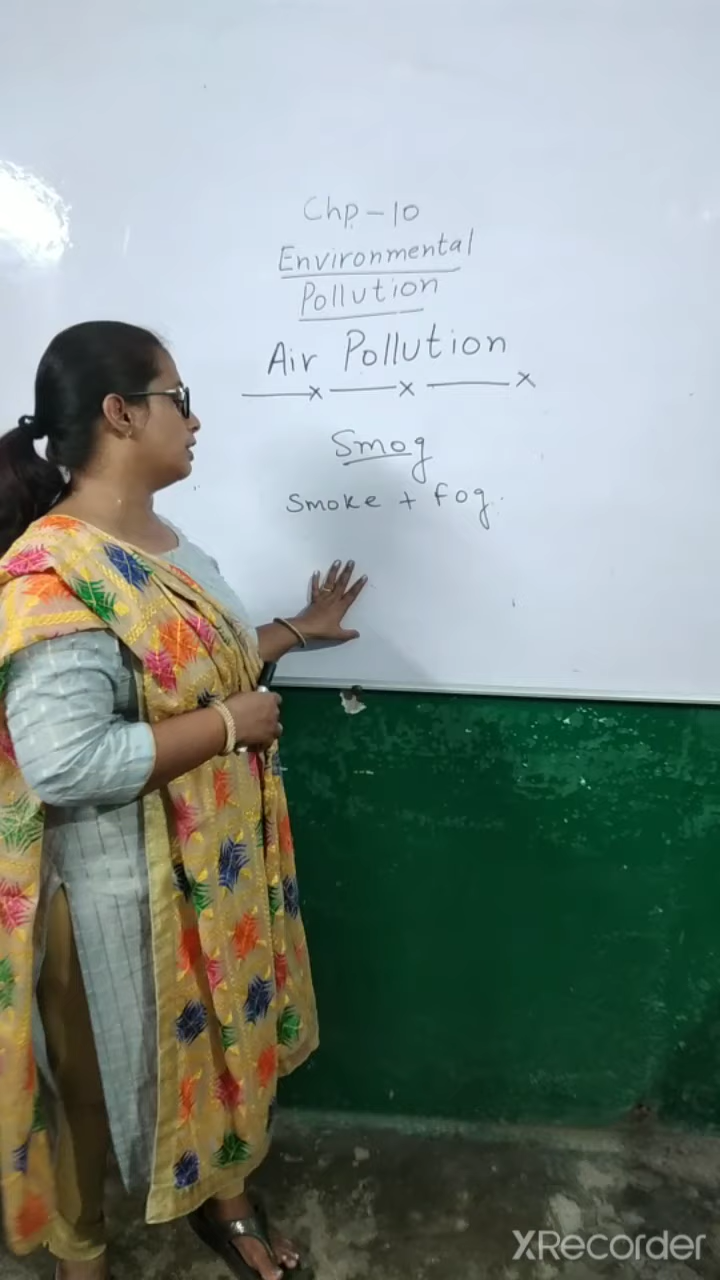 Chp-10
Environmental
Pollution
Air Pollution
Smog
Smoke + fog.
XRecorder